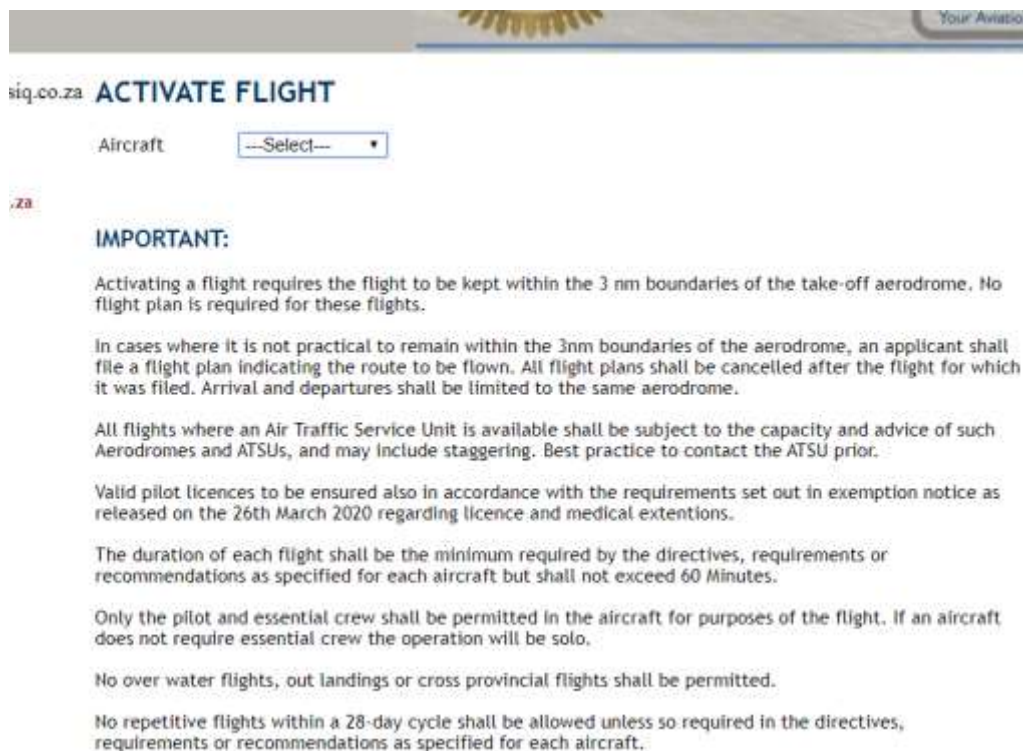 Your Aviatio
siq.co.za ACTIVATE FLIGHT
Aircraft ---Select---
.za
IMPORTANT:
Activating a flight requires the flight to be kept within the 3 nm boundaries of the take-off aerodrome. No
flight plan is required for these flights.
In cases where it is not practical to remain within the 3nm boundaries of the aerodrome, an applicant shall
file a flight plan indicating the route to be flown. All flight plans shall be cancelled after the flight for which
it was filed. Arrival and departures shall be limited to the same aerodrome.
All flights where an Air Traffic Service Unit is available shall be subject to the capacity and advice of such
Aerodromes and ATSUs, and may include staggering. Best practice to contact the ATSU prior.
Valid pilot licences to be ensured also in accordance with the requirements set out in exemption notice as
released on the 26th March 2020 regarding licence and medical extentions.
The duration of each flight shall be the minimum required by the directives, requirements or
recommendations as specified for each aircraft but shall not exceed 60 Minutes.
Only the pilot and essential crew shall be permitted in the aircraft for purposes of the flight. If an aircraft
does not require essential crew the operation will be solo.
No over water flights, out landings or cross provincial flights shall be permitted.
No repetitive flights within a 28-day cycle shall be allowed unless so required in the directives,
requirements or recommendations as specified for each aircraft.